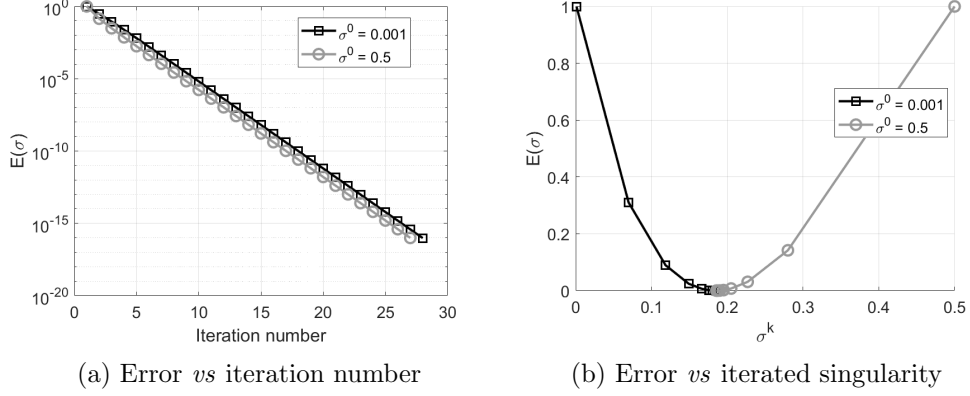 10^0
10^-5
10^-10
10^-15
10^-20
E(σ)
0 5 10 15 20 25 30
Iteration number
σ^0 = 0.001
σ^0 = 0.5
(a) Error vs iteration number
1
0.8
0.6
0.4
0.2
0
E(σ)
0 0.1 0.2 0.3 0.4 0.5
σ^k
σ^0 = 0.001
σ^0 = 0.5
(b) Error vs iterated singularity